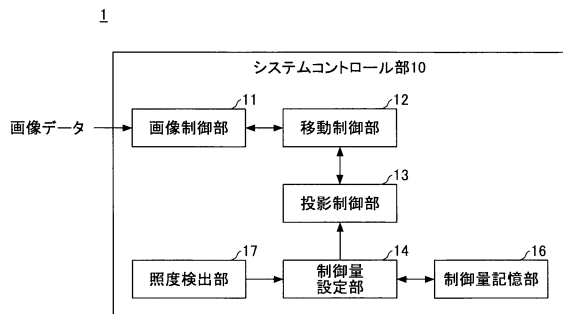 1
システムコントロール部10
11
12
画像データ
画像制御部
移動制御部
13
投影制御部
17
14
16
照度検出部
制御量
設定部
制御量記憶部